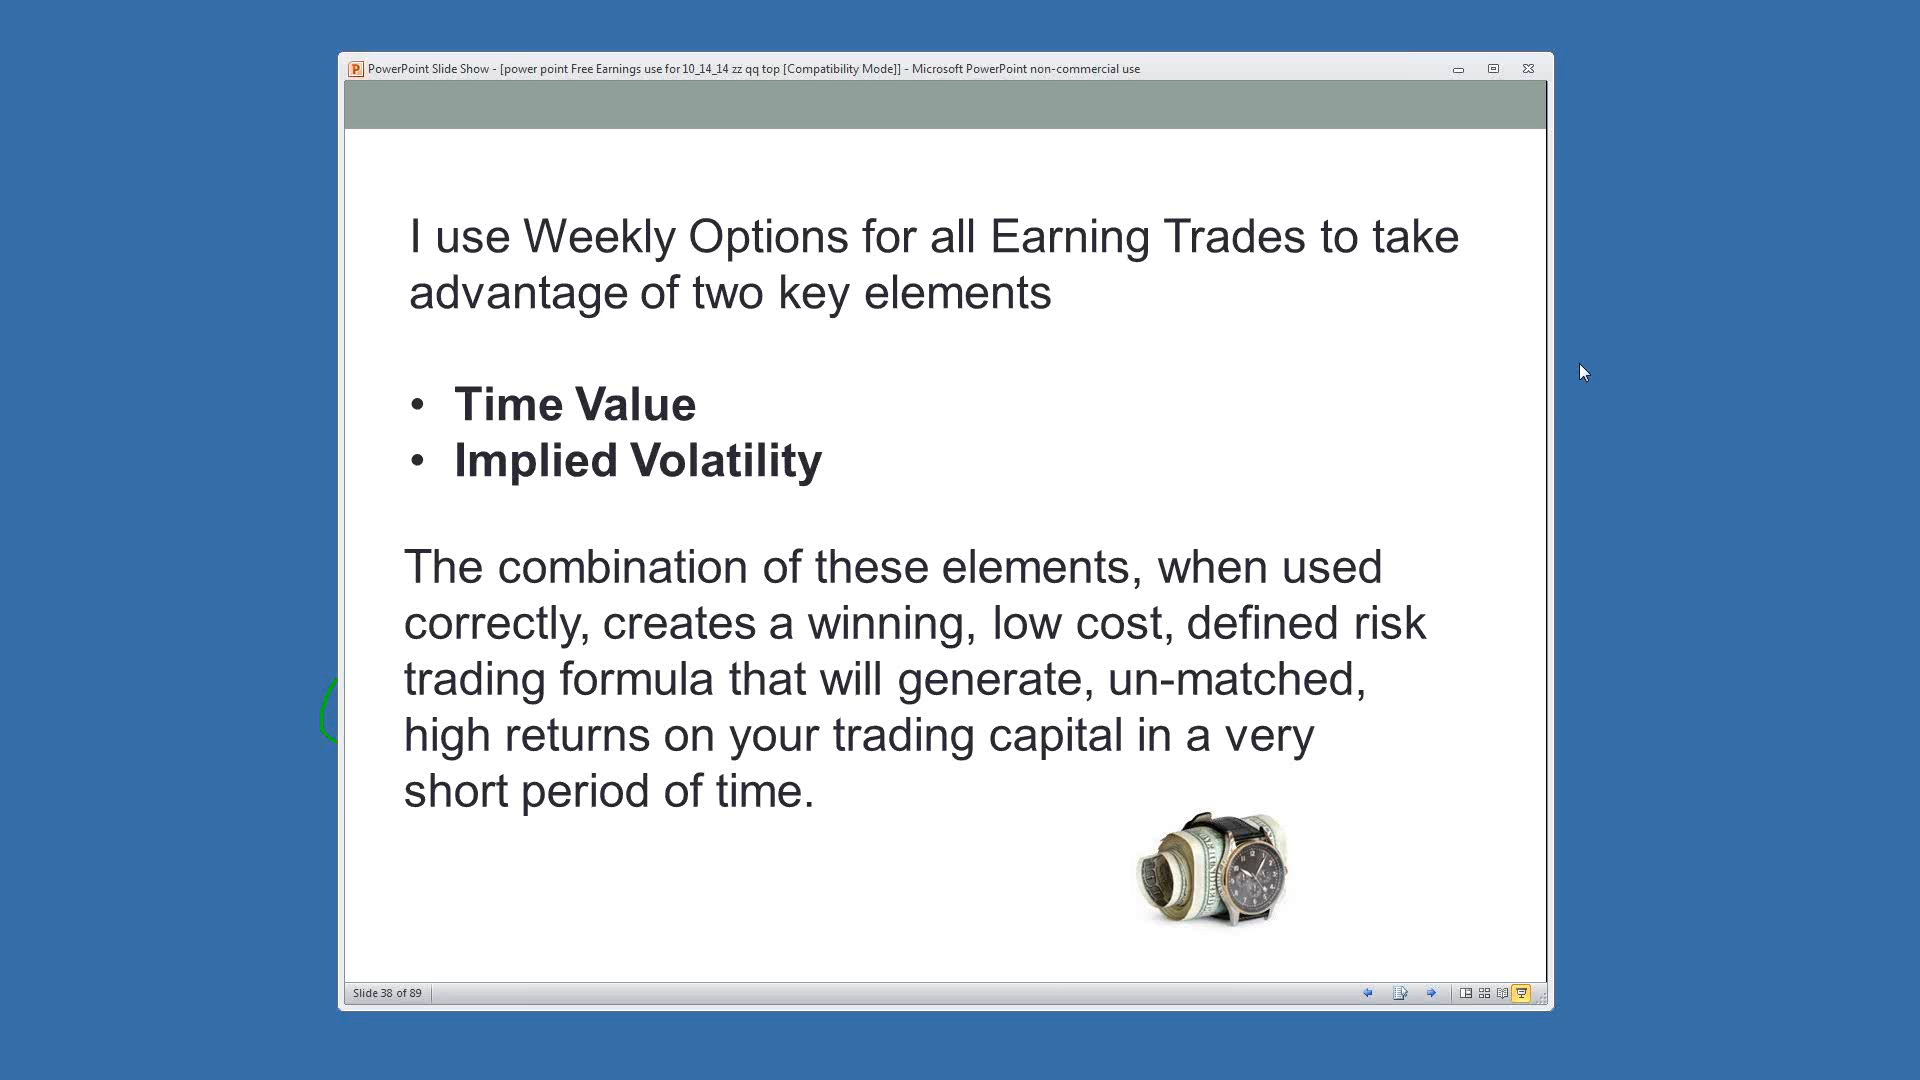 PowerPoint Slide Show - [power point Free Earnings use for 10_14_14 zz qq top [Compatibility Mode]] - Microsoft PowerPoint non-commercial use
I use Weekly Options for all Earning Trades to take
advantage of two key elements
• Time Value
• Implied Volatility
The combination of these elements, when used
correctly, creates a winning, low cost, defined risk
trading formula that will generate, un-matched,
high returns on your trading capital in a very
short period of time.
Slide 38 of 89